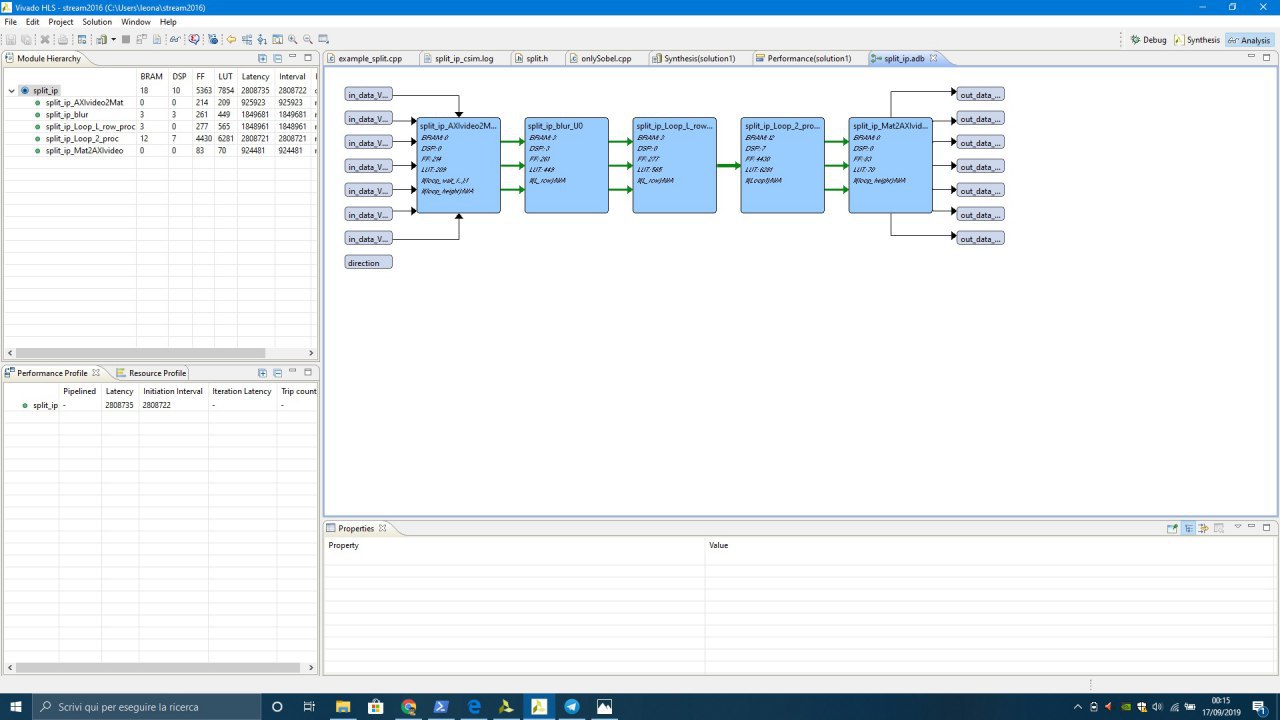 Vivado HLS - stream2016 (C:\Users\leona\stream2016)
File Edit Project Solution Window Help
Debug Synthesis Analysis
Module Hierarchy
BRAM DSP FF LUT Latency Interval
split_ip 18 10 5363 7854 2808735 2808722
split_ip_AXIvideo2Mat 0 0 214 209 925923 925923
split_ip_blur 3 3 261 449 1849681 1849681
split_ip_Loop_L_row_proc 3 0 277 565 1848961 1848961
split_ip_Loop_2_proc 12 7 4430 6281 2808721 2808721
split_ip_Mat2AXIvideo 0 0 83 70 924481 924481
Performance Profile Resource Profile
Pipelined Latency Initiation Interval Iteration Latency Trip count
split_ip - 2808735 2808722 - -
example_split.cpp split_ip_csim.log split.h onlySobel.cpp Synthesis(solution1) Performance(solution1) split_ip.adb
in_data_V...
in_data_V...
in_data_V...
in_data_V...
in_data_V...
in_data_V...
in_data_V...
direction
split_ip_AXIvideo2M...
BRAM: 0
DSP: 0
FF: 214
LUT: 209
split_ip_blur_U0
BRAM: 3
DSP: 3
FF: 261
LUT: 449
ll(L_row):N/A
split_ip_Loop_L_row...
BRAM: 3
DSP: 0
FF: 277
LUT: 565
ll(L_row):N/A
split_ip_Loop_2_pro...
BRAM: 12
DSP: 7
FF: 4430
LUT: 6281
ll(Loop1):N/A
split_ip_Mat2AXIvid...
BRAM: 0
DSP: 0
FF: 83
LUT: 70
ll(loop_height):N/A
out_data_...
out_data_...
out_data_...
out_data_...
out_data_...
out_data_...
out_data_...
Properties
Property Value
Scrivi qui per eseguire la ricerca
00:15
17/09/2019